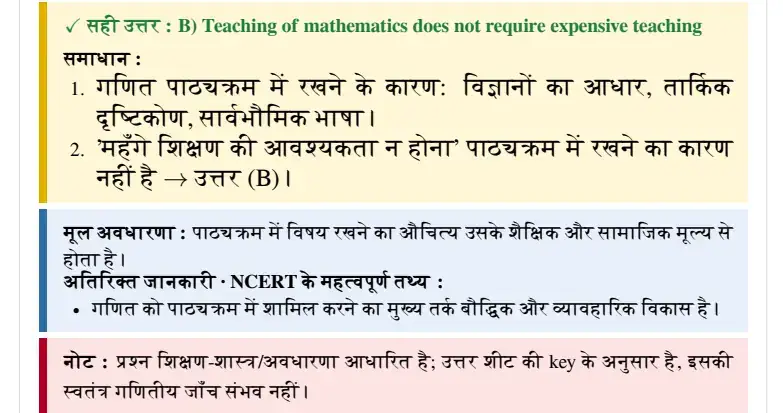 ✓ सही उत्तर : B) Teaching of mathematics does not require expensive teaching
समाधान :
1. गणित पाठ्यक्रम में रखने के कारण: विज्ञानों का आधार, तार्किक
दृष्टिकोण, सार्वभौमिक भाषा।
2. 'महँगे शिक्षण की आवश्यकता न होना' पाठ्यक्रम में रखने का कारण
नहीं है → उत्तर (B)।
मूल अवधारणा : पाठ्यक्रम में विषय रखने का औचित्य उसके शैक्षिक और सामाजिक मूल्य से
होता है।
अतिरिक्त जानकारी · NCERT के महत्वपूर्ण तथ्य :
• गणित को पाठ्यक्रम में शामिल करने का मुख्य तर्क बौद्धिक और व्यावहारिक विकास है।
नोट : प्रश्न शिक्षण-शास्त्र/अवधारणा आधारित है; उत्तर शीट की key के अनुसार है, इसकी
स्वतंत्र गणितीय जाँच संभव नहीं।